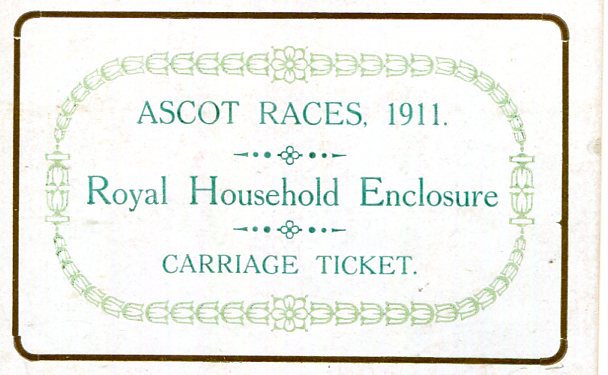 ASCOT RACES, 1911.
Royal Household Enclosure
CARRIAGE TICKET.